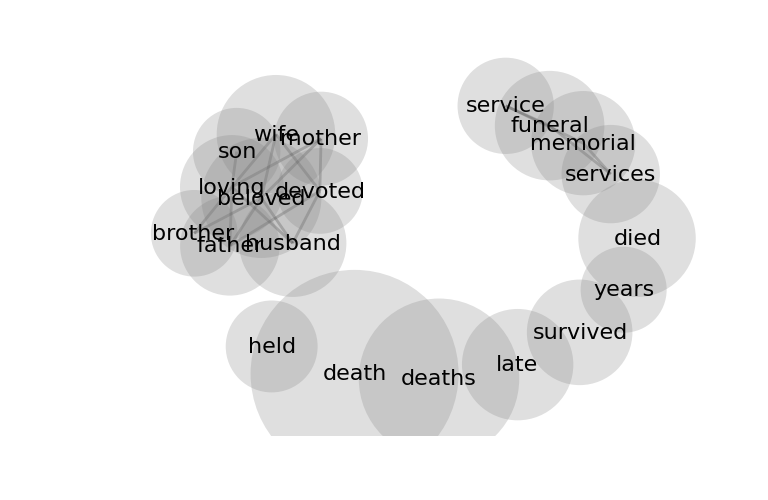 service
funeral
wife
mother
memorial
son
services
loving
devoted
beloved
brother
father
husband
died
years
survived
held
late
death
deaths